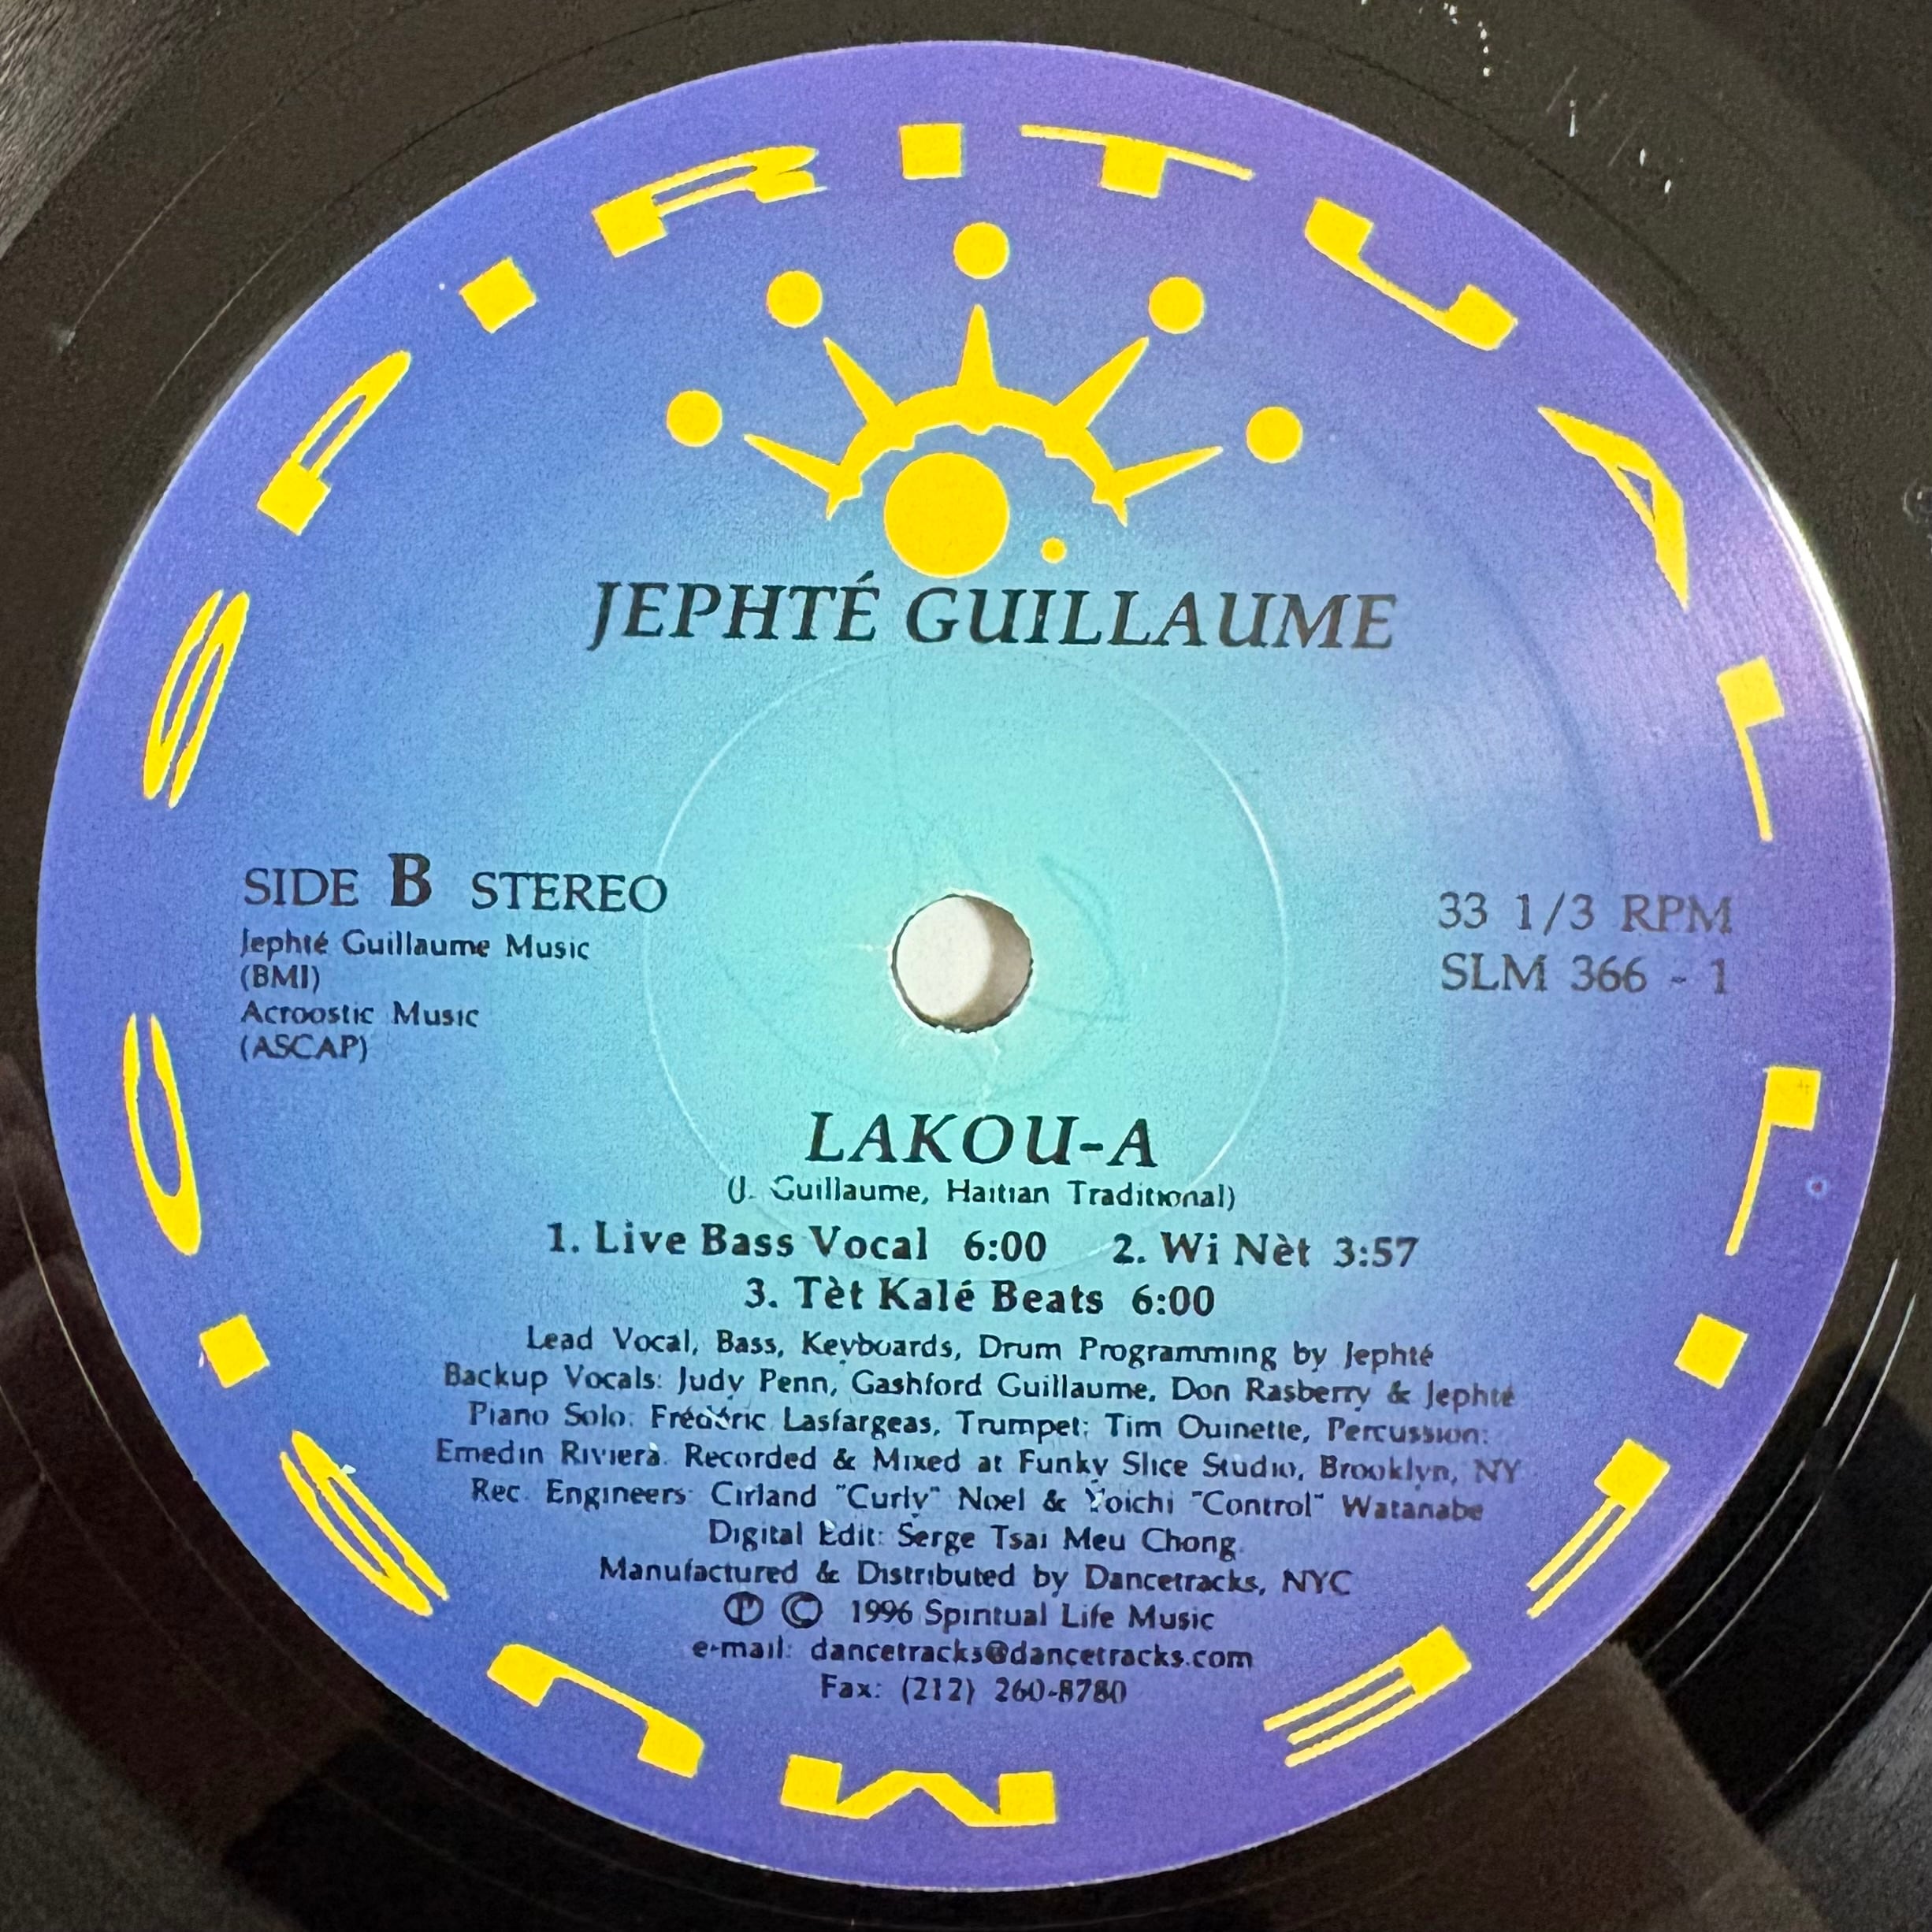 SPIRITUAL LIFE MUSIC
JEPHTÉ GUILLAUME
SIDE B STEREO
Jephté Guillaume Music
(BMI)
Acroostic Music
(ASCAP)
33 1/3 RPM
SLM 366 - 1
LAKOU-A
(J. Guillaume, Haitian Traditional)
1. Live Bass Vocal 6:00 2. Wi Nèt 3:57
3. Tèt Kalé Beats 6:00
Lead Vocal, Bass, Keyboards, Drum Programming by Jephté
Backup Vocals: Judy Penn, Gashford Guillaume, Don Rasberry & Jephté
Piano Solo: Frédéric Lasfargeas, Trumpet: Tim Ouinette, Percussion:
Emedin Rivera. Recorded & Mixed at Funky Slice Studio, Brooklyn, NY
Rec. Engineers: Cirland "Curly" Noel & Yoichi "Control" Watanabe
Digital Edit: Serge Tsai Meu Chong
Manufactured & Distributed by Dancetracks, NYC
℗ © 1996 Spiritual Life Music
e-mail: dancetracks@dancetracks.com
Fax: (212) 260-8780